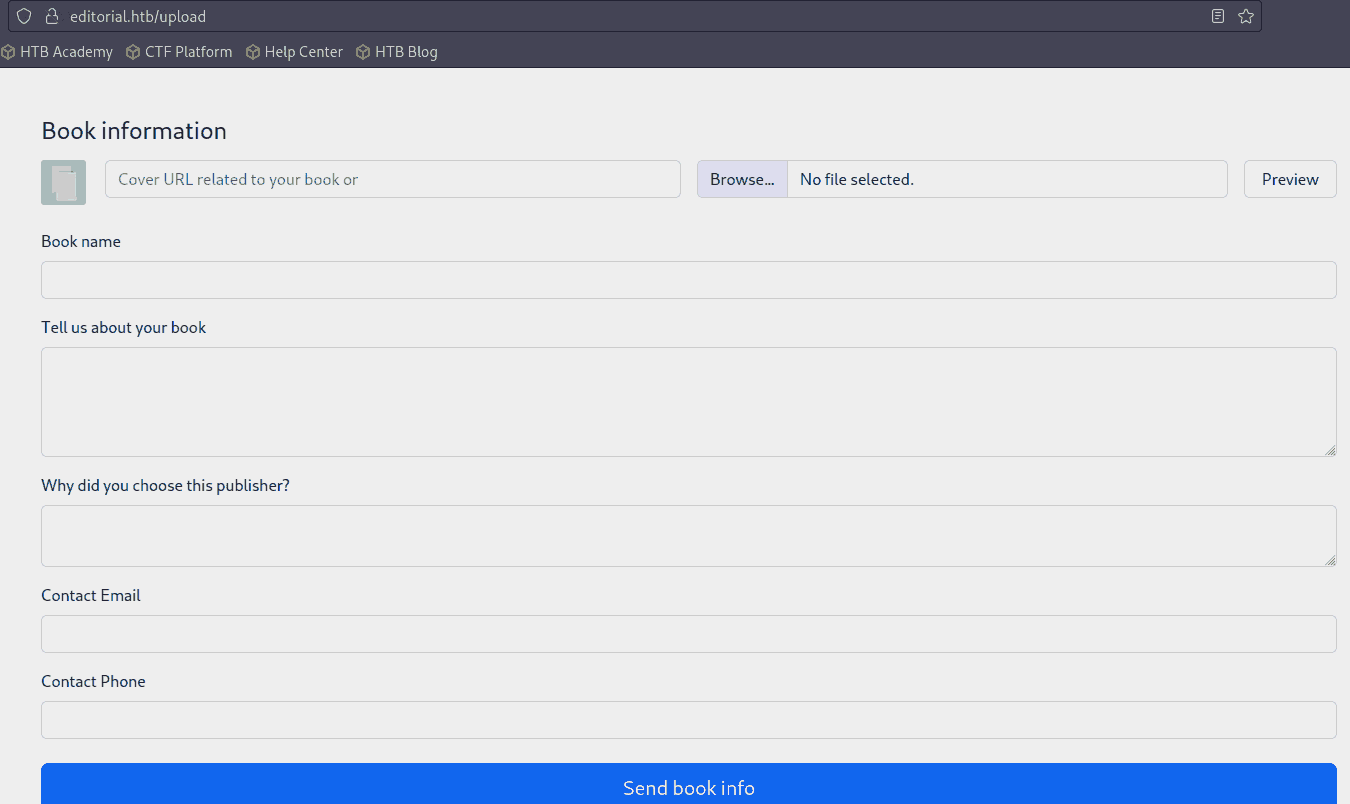 editorial.htb/upload
HTB Academy CTF Platform Help Center HTB Blog
Book information
Cover URL related to your book or Browse... No file selected. Preview
Book name
Tell us about your book
Why did you choose this publisher?
Contact Email
Contact Phone
Send book info